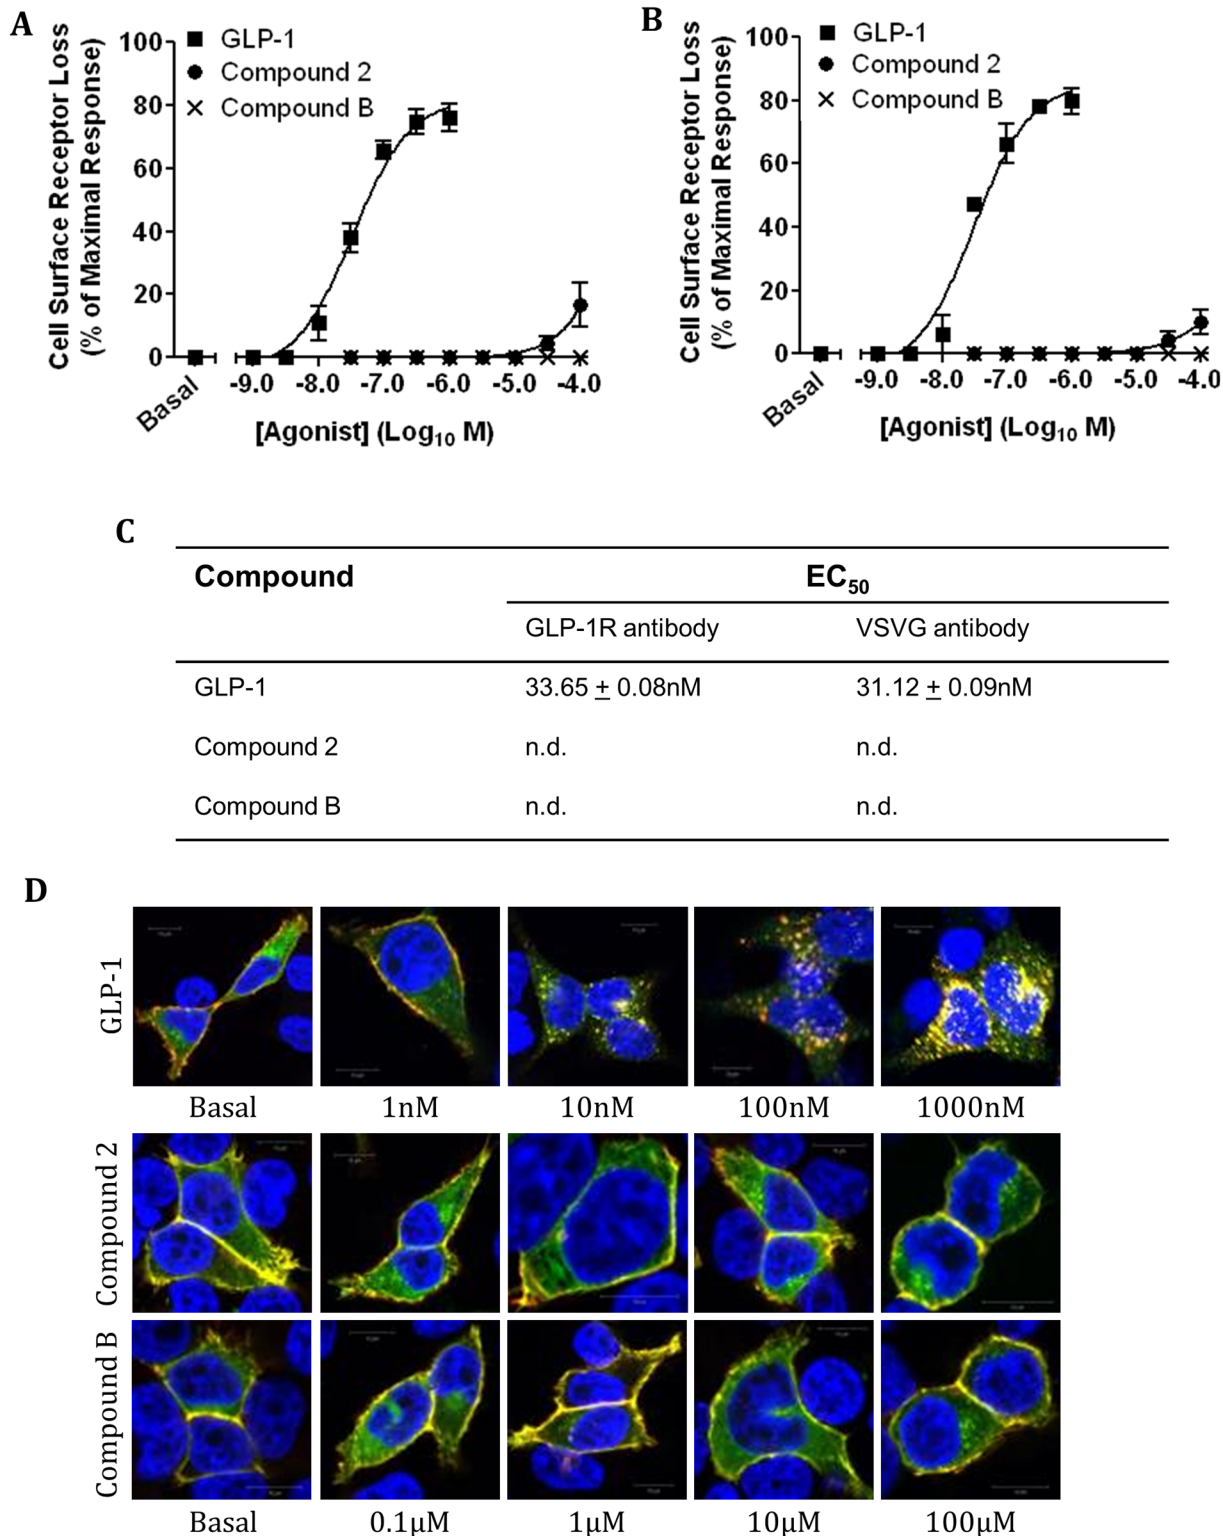 A
Cell Surface Receptor Loss
(% of Maximal Response)
100
80
60
40
20
0
GLP-1
Compound 2
Compound B
Basal
-9.0 -8.0 -7.0 -6.0 -5.0 -4.0
[Agonist] (Log10 M)
B
Cell Surface Receptor Loss
(% of Maximal Response)
100
80
60
40
20
0
GLP-1
Compound 2
Compound B
Basal
-9.0 -8.0 -7.0 -6.0 -5.0 -4.0
[Agonist] (Log10 M)
C
Compound EC50
GLP-1R antibody VSVG antibody
GLP-1 33.65 ± 0.08nM 31.12 ± 0.09nM
Compound 2 n.d. n.d.
Compound B n.d. n.d.
D
GLP-1
Basal 1nM 10nM 100nM 1000nM
Compound 2
Compound B
Basal 0.1µM 1µM 10µM 100µM